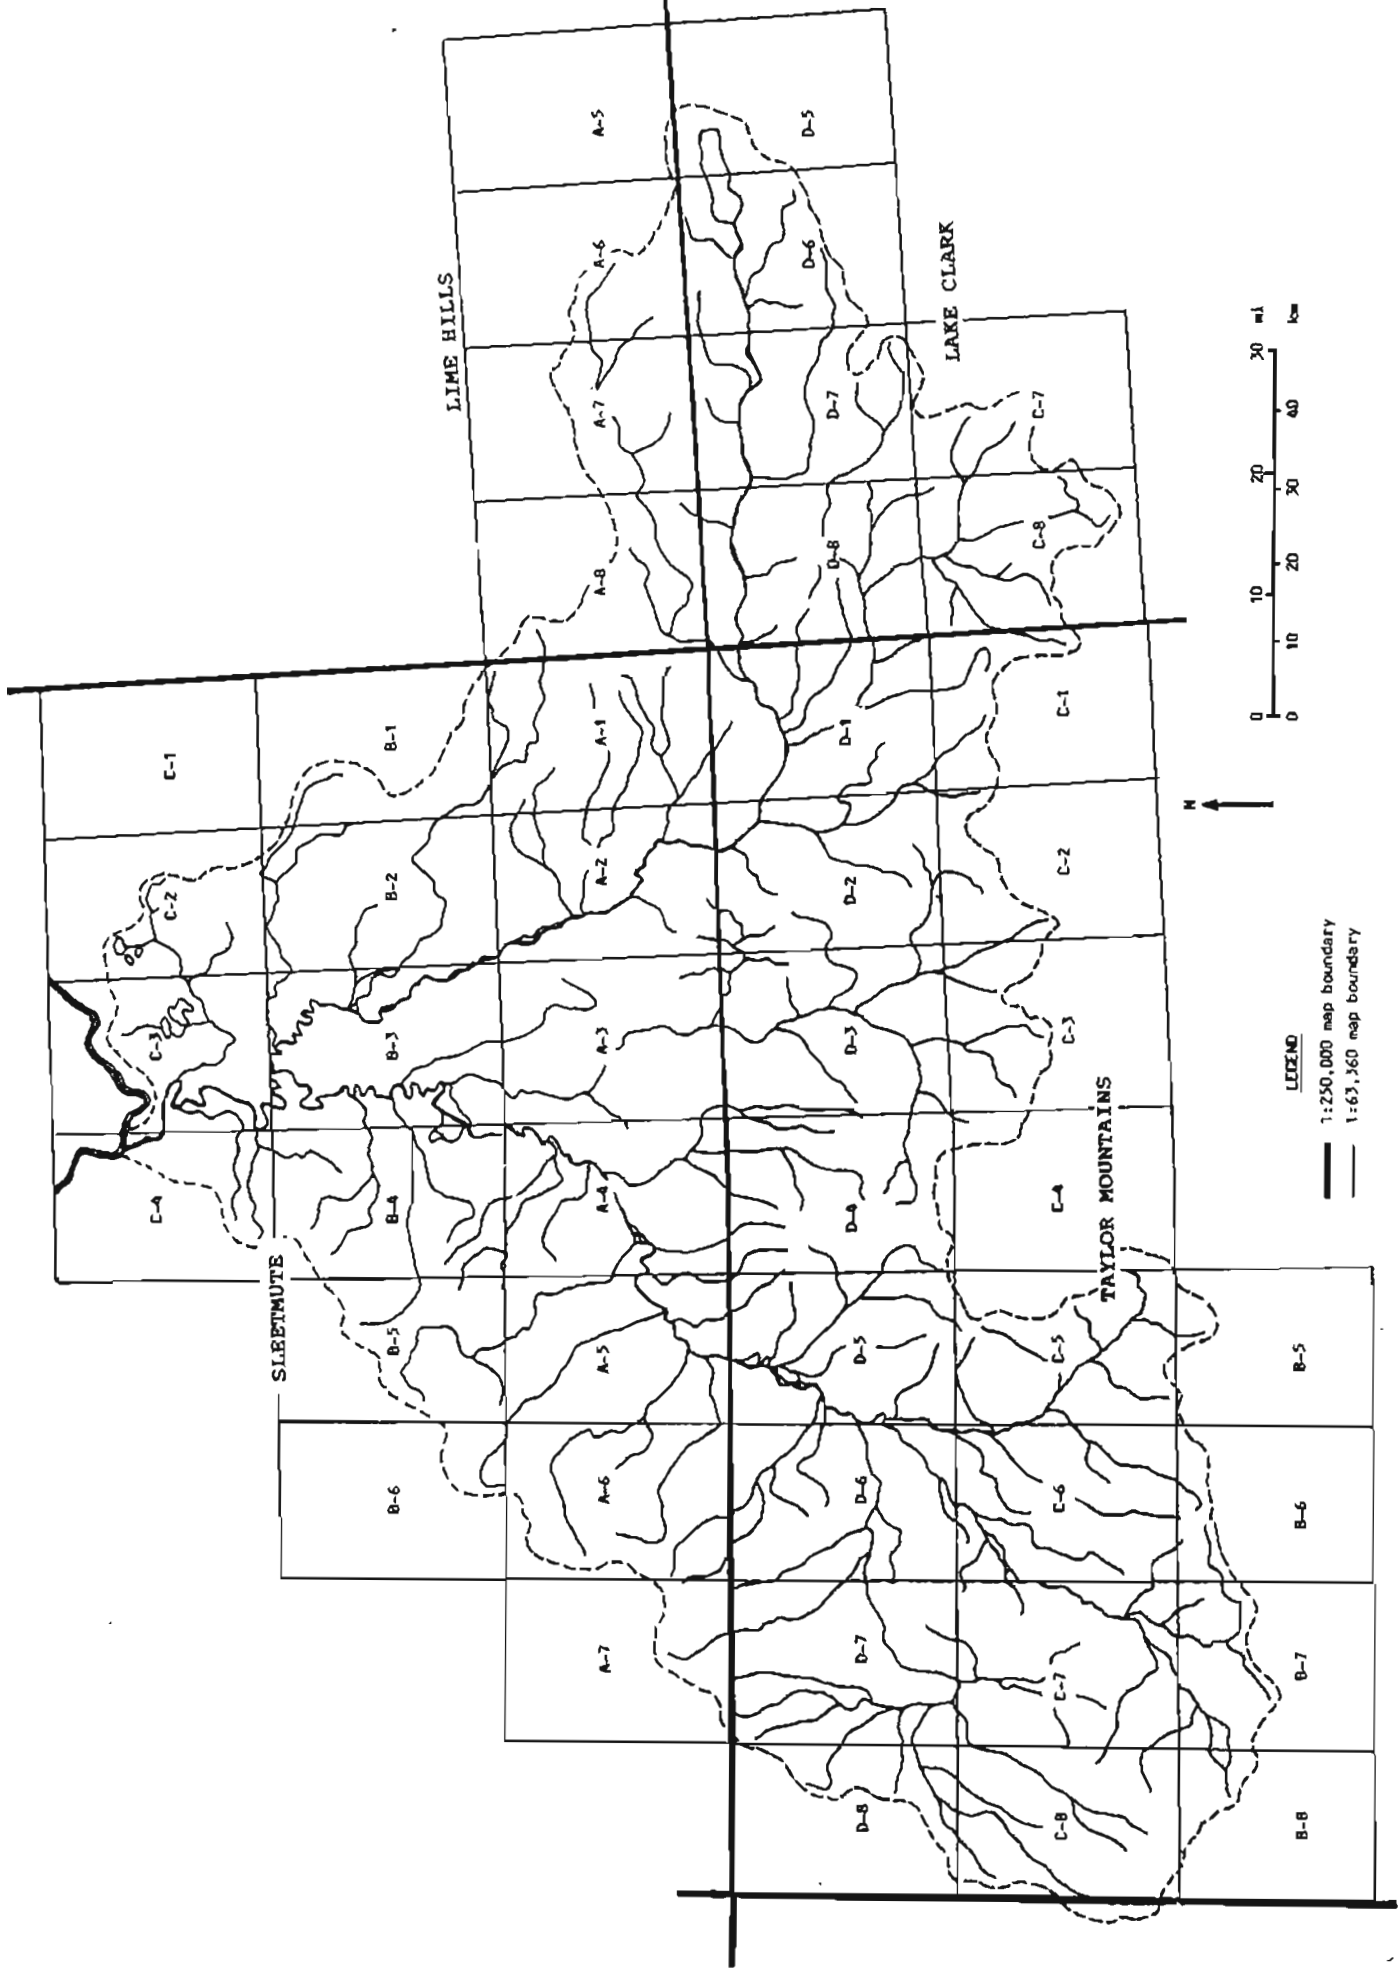 C-4 C-3 C-2 C-1
SLEETMUTE
B-6 B-5 B-4 B-3 B-2 B-1
LIME HILLS
A-7 A-6 A-5 A-4 A-3 A-2 A-1 A-8 A-7 A-6 A-5
D-8 D-7 D-6 D-5 D-4 D-3 D-2 D-1 D-8 D-7 D-6 D-5
LAKE CLARK
C-8 C-7 C-6 C-5 C-4 C-3 C-2 C-1 C-8 C-7
TAYLOR MOUNTAINS
N
0 10 20 30 mi
0 10 20 30 40 km
B-8 B-7 B-6 B-5
LEGEND
1:250,000 map boundary
1:63,360 map boundary